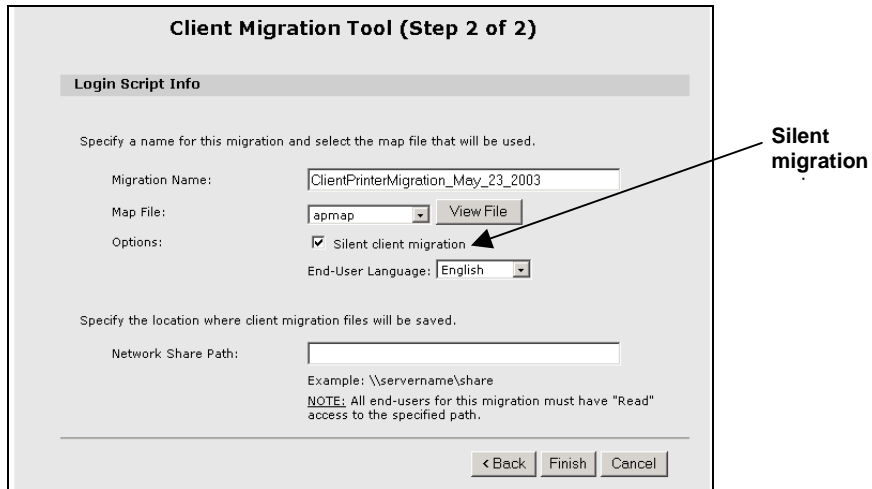 Client Migration Tool (Step 2 of 2)
Login Script Info
Specify a name for this migration and select the map file that will be used.
Migration Name: ClientPrinterMigration_May_23_2003
Map File: apmap View File
Options: Silent client migration
End-User Language: English
Specify the location where client migration files will be saved.
Network Share Path:
Example: \\servername\share
NOTE: All end-users for this migration must have "Read"
access to the specified path.
< Back Finish Cancel
Silent
migration